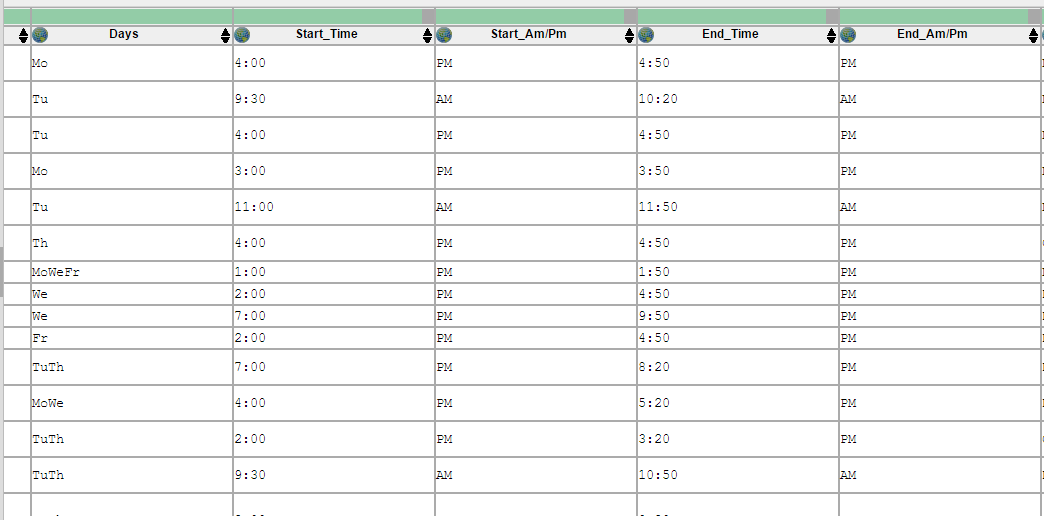 Days Start_Time Start_Am/Pm End_Time End_Am/Pm
Mo 4:00 PM 4:50 PM
Tu 9:30 AM 10:20 AM
Tu 4:00 PM 4:50 PM
Mo 3:00 PM 3:50 PM
Tu 11:00 AM 11:50 AM
Th 4:00 PM 4:50 PM
MoWeFr 1:00 PM 1:50 PM
We 2:00 PM 4:50 PM
We 7:00 PM 9:50 PM
Fr 2:00 PM 4:50 PM
TuTh 7:00 PM 8:20 PM
MoWe 4:00 PM 5:20 PM
TuTh 2:00 PM 3:20 PM
TuTh 9:30 AM 10:50 AM